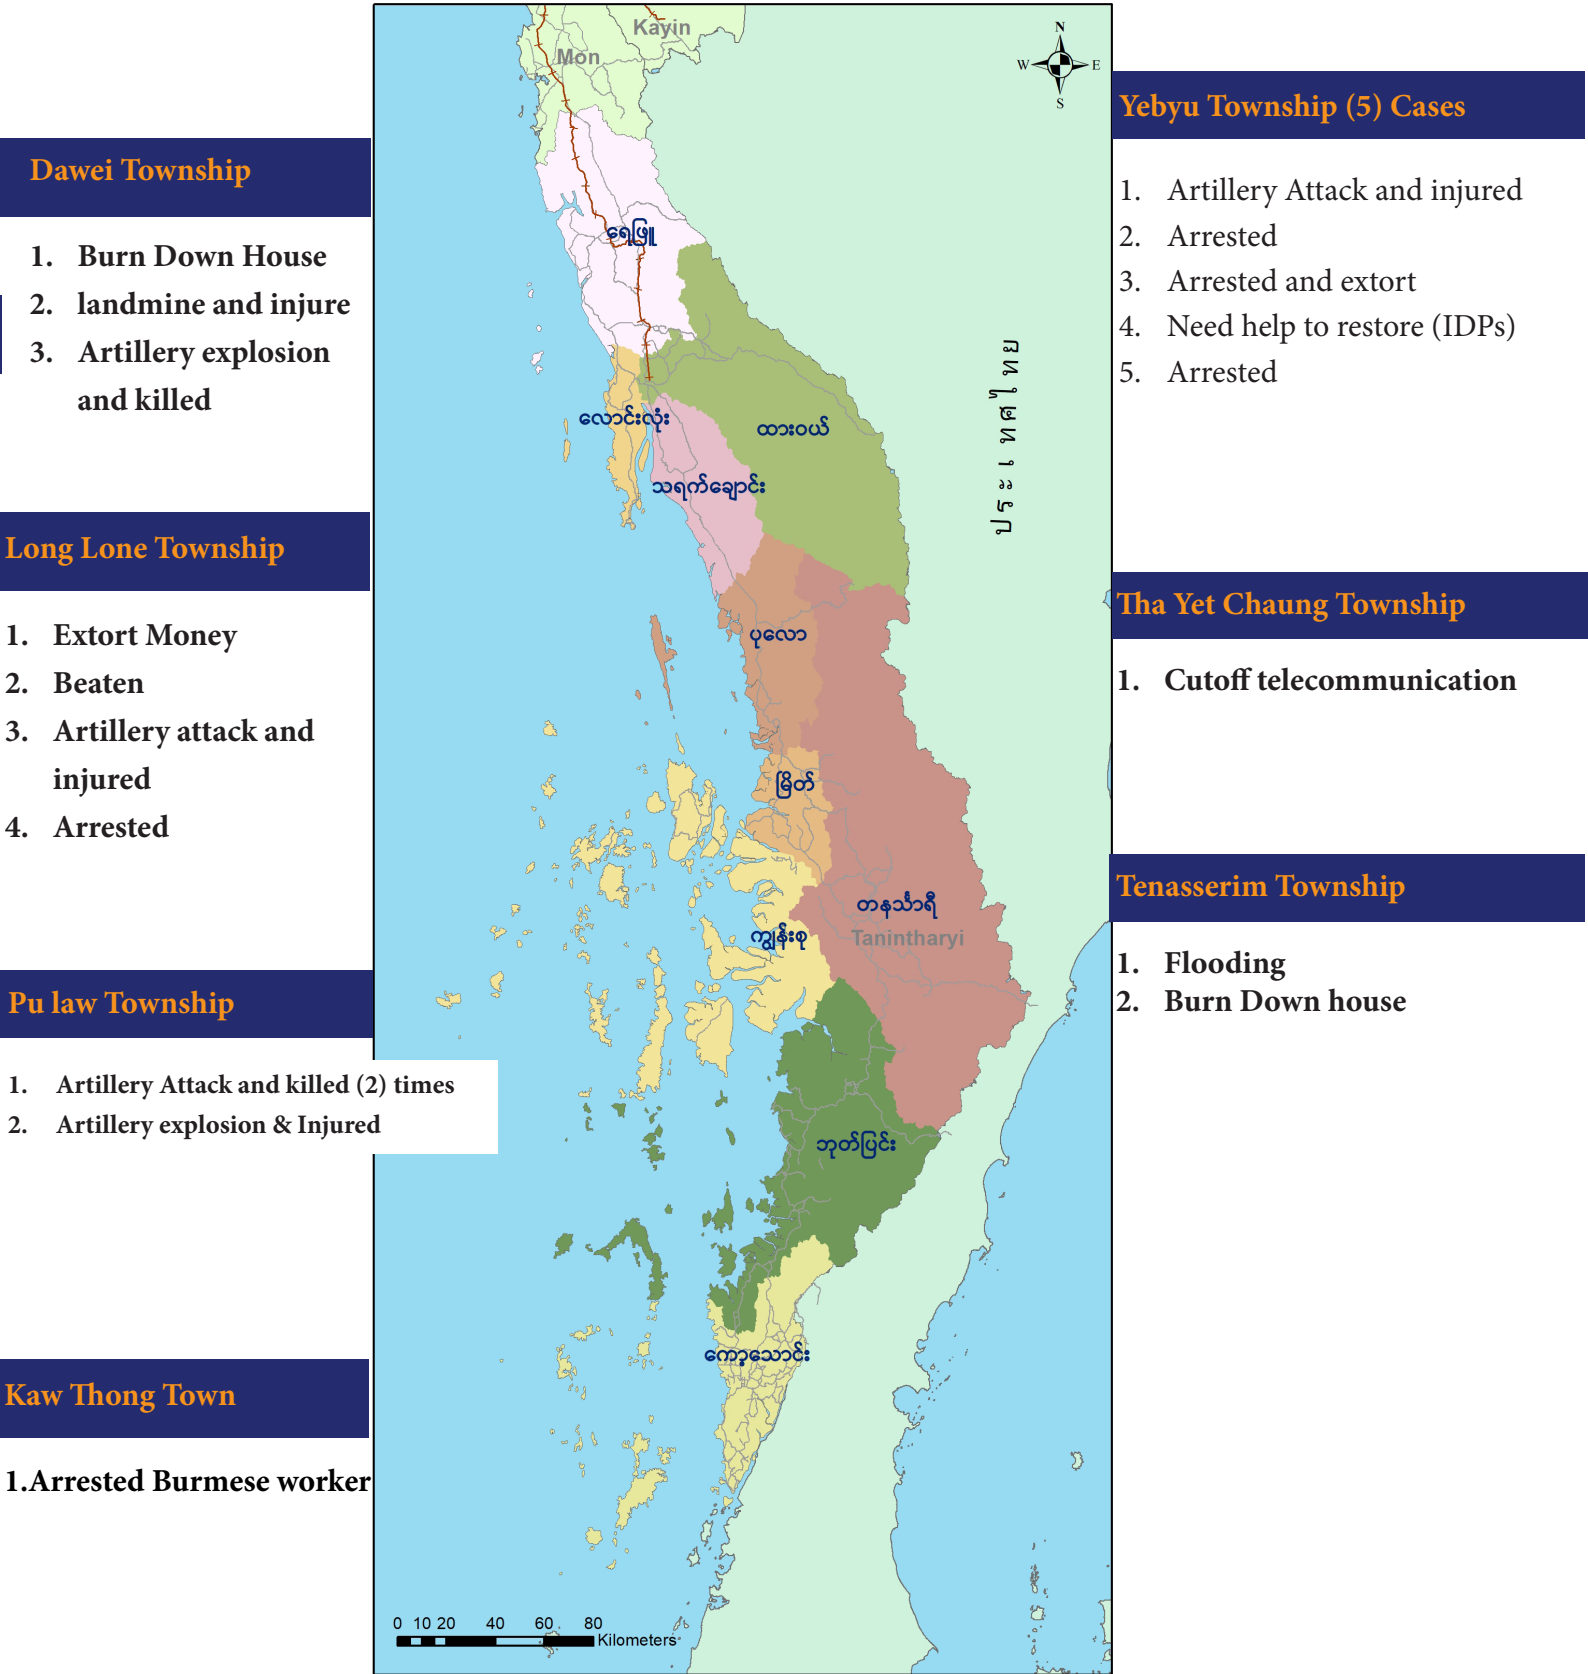 Dawei Township
1. Burn Down House
2. landmine and injure
3. Artillery explosion
and killed
Long Lone Township
1. Extort Money
2. Beaten
3. Artillery attack and
injured
4. Arrested
Pu law Township
1. Artillery Attack and killed (2) times
2. Artillery explosion & Injured
Kaw Thong Town
1.Arrested Burmese worker
Kayin
Mon
N
W E
S
ရေဖြူ
လောင်းလုံး
ထားဝယ်
သရက်ချောင်း
ပုလော
မြိတ်
တနင်္သာရီ
Tanintharyi
ကျွန်းစု
ဘုတ်ပြင်း
ကော့သောင်း
ประเทศไทย
0 10 20 40 60 80
Kilometers
Yebyu Township (5) Cases
1. Artillery Attack and injured
2. Arrested
3. Arrested and extort
4. Need help to restore (IDPs)
5. Arrested
Tha Yet Chaung Township
1. Cutoff telecommunication
Tenasserim Township
1. Flooding
2. Burn Down house